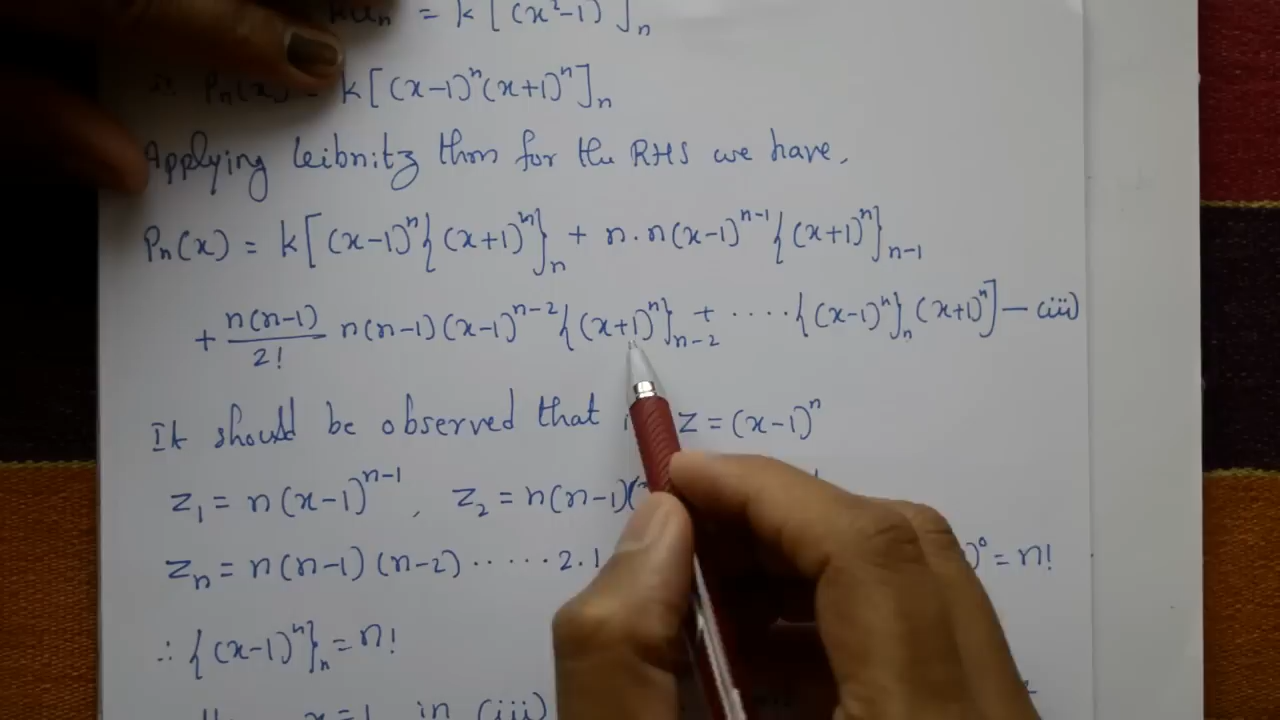 = k [ (x²-1) ]n
k[(x-1)ⁿ(x+1)ⁿ]n
Applying Leibnitz thm for the RHS we have,
Pn(x) = k[(x-1)ⁿ{(x+1)ⁿ}n + n.n(x-1)ⁿ⁻¹{(x+1)ⁿ}n-1
+ n(n-1)/2! n(n-1)(x-1)ⁿ⁻²{(x+1)ⁿ}n-2 + ....{(x-1)ⁿ}n(x+1)ⁿ] — (iii)
It should be observed that z = (x-1)ⁿ
z1 = n(x-1)ⁿ⁻¹, z2 = n(n-1)(
zn = n(n-1)(n-2).....2.1 )⁰ = n!
∴ {(x-1)ⁿ}n = n!
x=1 in (iii)